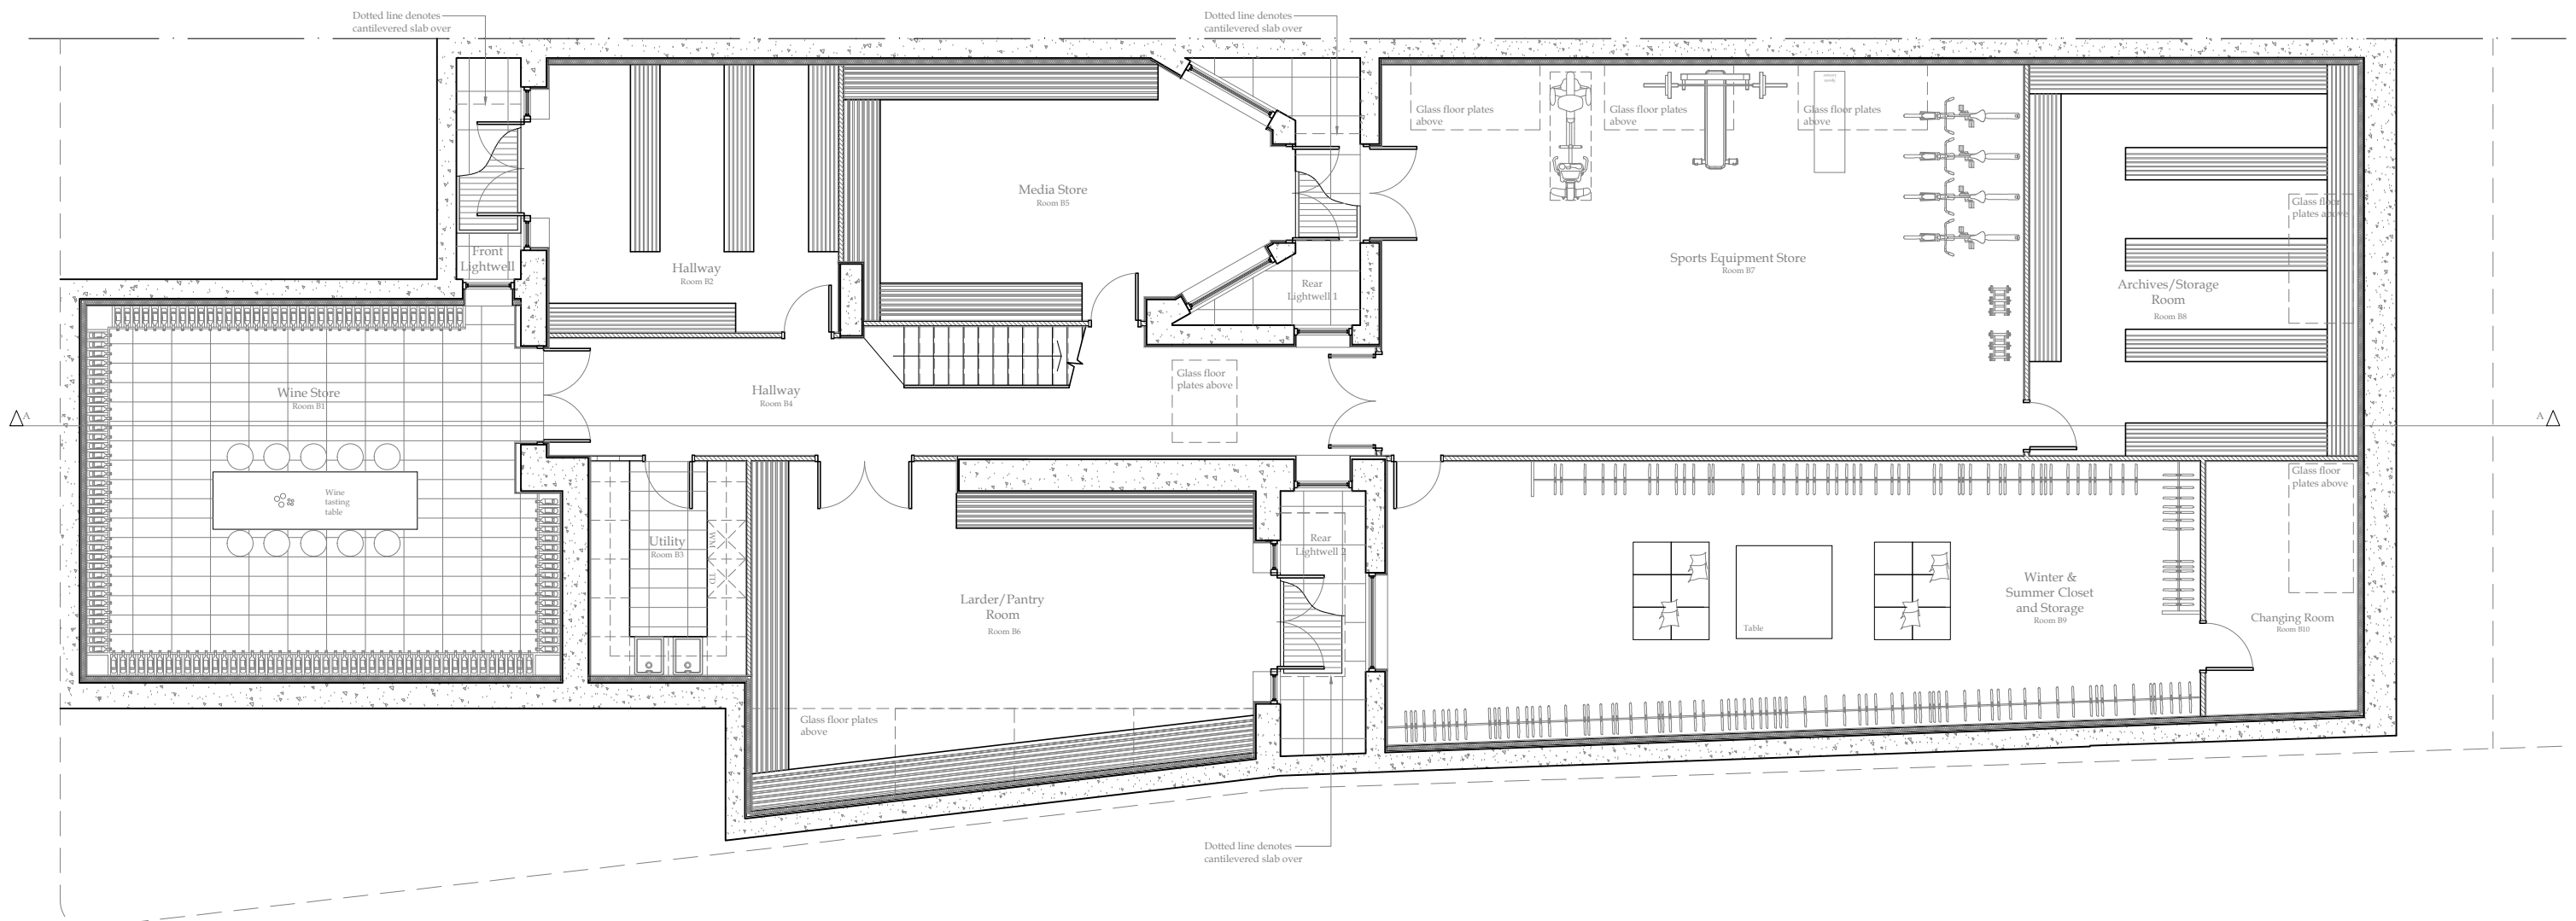 Dotted line denotes
cantilevered slab over
Dotted line denotes
cantilevered slab over
Glass floor plates
above
Glass floor plates
above
Glass floor plates
above
Media Store
Room B5
Glass floor
plates above
Front
Lightwell
Hallway
Room B2
Sports Equipment Store
Room B7
Rear
Lightwell 1
Archives/Storage
Room
Room B8
Wine Store
Room B1
Hallway
Room B4
Glass floor
plates above
A
A
Wine
tasting
table
Utility
Room B3
WM
TD
Rear
Lightwell 2
Glass floor
plates above
Larder/Pantry
Room
Room B6
Table
Winter &
Summer Closet
and Storage
Room B9
Changing Room
Room B10
Glass floor plates
above
Dotted line denotes
cantilevered slab over